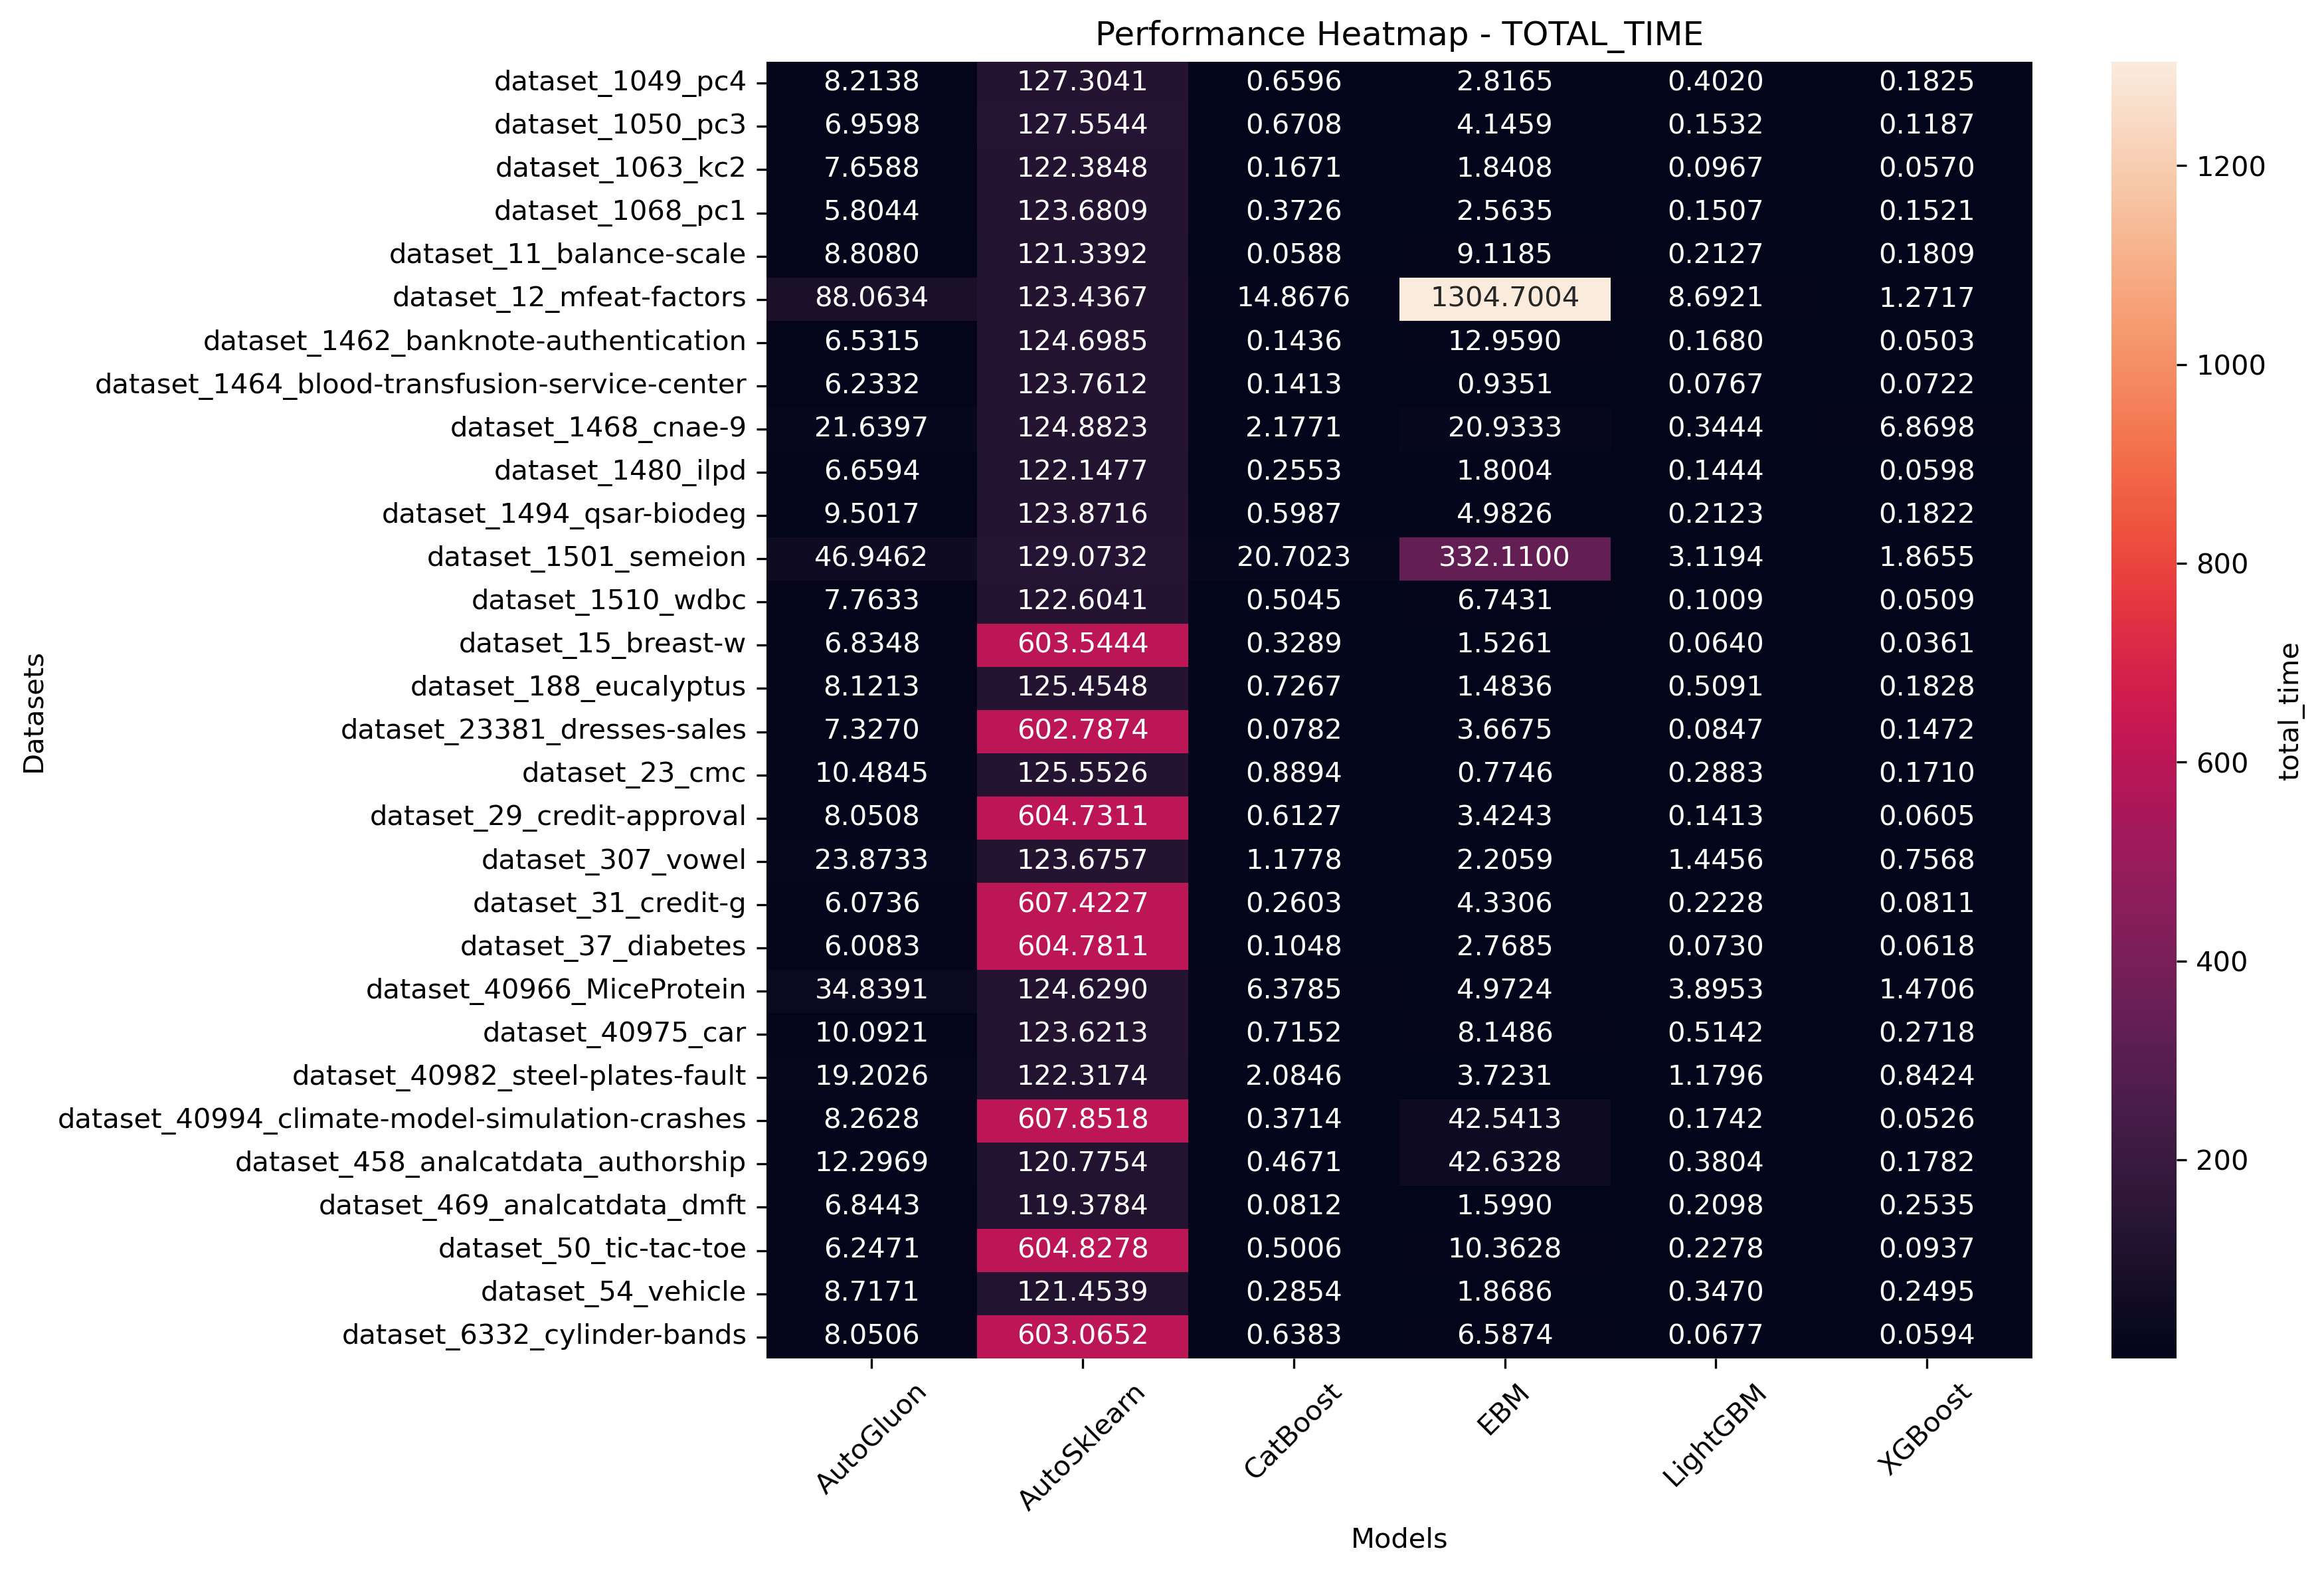 Performance Heatmap - TOTAL_TIME
dataset_1049_pc4 8.2138 127.3041 0.6596 2.8165 0.4020 0.1825
dataset_1050_pc3 6.9598 127.5544 0.6708 4.1459 0.1532 0.1187
dataset_1063_kc2 7.6588 122.3848 0.1671 1.8408 0.0967 0.0570
dataset_1068_pc1 5.8044 123.6809 0.3726 2.5635 0.1507 0.1521
dataset_11_balance-scale 8.8080 121.3392 0.0588 9.1185 0.2127 0.1809
dataset_12_mfeat-factors 88.0634 123.4367 14.8676 1304.7004 8.6921 1.2717
dataset_1462_banknote-authentication 6.5315 124.6985 0.1436 12.9590 0.1680 0.0503
dataset_1464_blood-transfusion-service-center 6.2332 123.7612 0.1413 0.9351 0.0767 0.0722
dataset_1468_cnae-9 21.6397 124.8823 2.1771 20.9333 0.3444 6.8698
dataset_1480_ilpd 6.6594 122.1477 0.2553 1.8004 0.1444 0.0598
dataset_1494_qsar-biodeg 9.5017 123.8716 0.5987 4.9826 0.2123 0.1822
dataset_1501_semeion 46.9462 129.0732 20.7023 332.1100 3.1194 1.8655
dataset_1510_wdbc 7.7633 122.6041 0.5045 6.7431 0.1009 0.0509
dataset_15_breast-w 6.8348 603.5444 0.3289 1.5261 0.0640 0.0361
dataset_188_eucalyptus 8.1213 125.4548 0.7267 1.4836 0.5091 0.1828
dataset_23381_dresses-sales 7.3270 602.7874 0.0782 3.6675 0.0847 0.1472
dataset_23_cmc 10.4845 125.5526 0.8894 0.7746 0.2883 0.1710
dataset_29_credit-approval 8.0508 604.7311 0.6127 3.4243 0.1413 0.0605
dataset_307_vowel 23.8733 123.6757 1.1778 2.2059 1.4456 0.7568
dataset_31_credit-g 6.0736 607.4227 0.2603 4.3306 0.2228 0.0811
dataset_37_diabetes 6.0083 604.7811 0.1048 2.7685 0.0730 0.0618
dataset_40966_MiceProtein 34.8391 124.6290 6.3785 4.9724 3.8953 1.4706
dataset_40975_car 10.0921 123.6213 0.7152 8.1486 0.5142 0.2718
dataset_40982_steel-plates-fault 19.2026 122.3174 2.0846 3.7231 1.1796 0.8424
dataset_40994_climate-model-simulation-crashes 8.2628 607.8518 0.3714 42.5413 0.1742 0.0526
dataset_458_analcatdata_authorship 12.2969 120.7754 0.4671 42.6328 0.3804 0.1782
dataset_469_analcatdata_dmft 6.8443 119.3784 0.0812 1.5990 0.2098 0.2535
dataset_50_tic-tac-toe 6.2471 604.8278 0.5006 10.3628 0.2278 0.0937
dataset_54_vehicle 8.7171 121.4539 0.2854 1.8686 0.3470 0.2495
dataset_6332_cylinder-bands 8.0506 603.0652 0.6383 6.5874 0.0677 0.0594
Datasets
AutoGluon AutoSklearn CatBoost EBM LightGBM XGBoost
Models
1200
1000
800
600
400
200
total_time